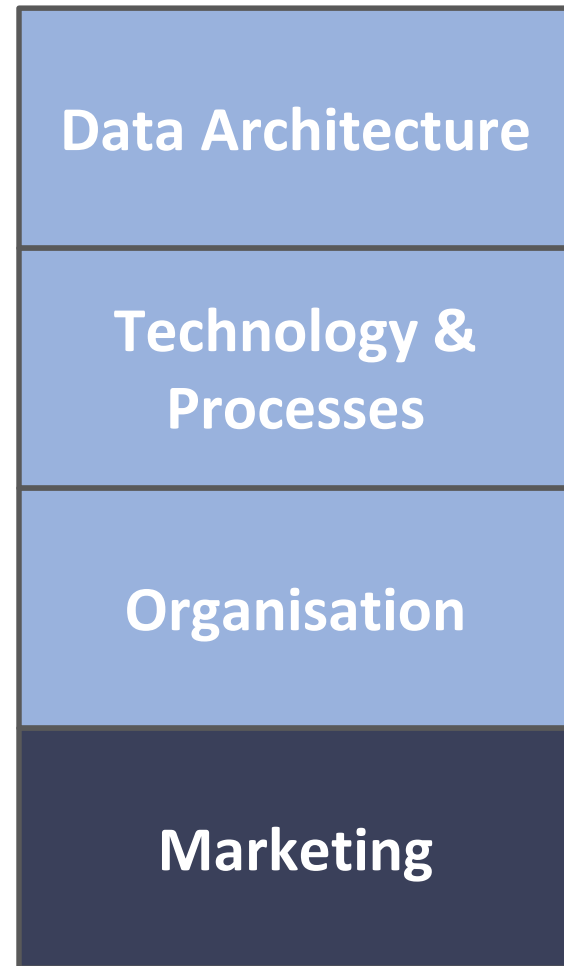 Data Architecture
Technology &
Processes
Organisation
Marketing